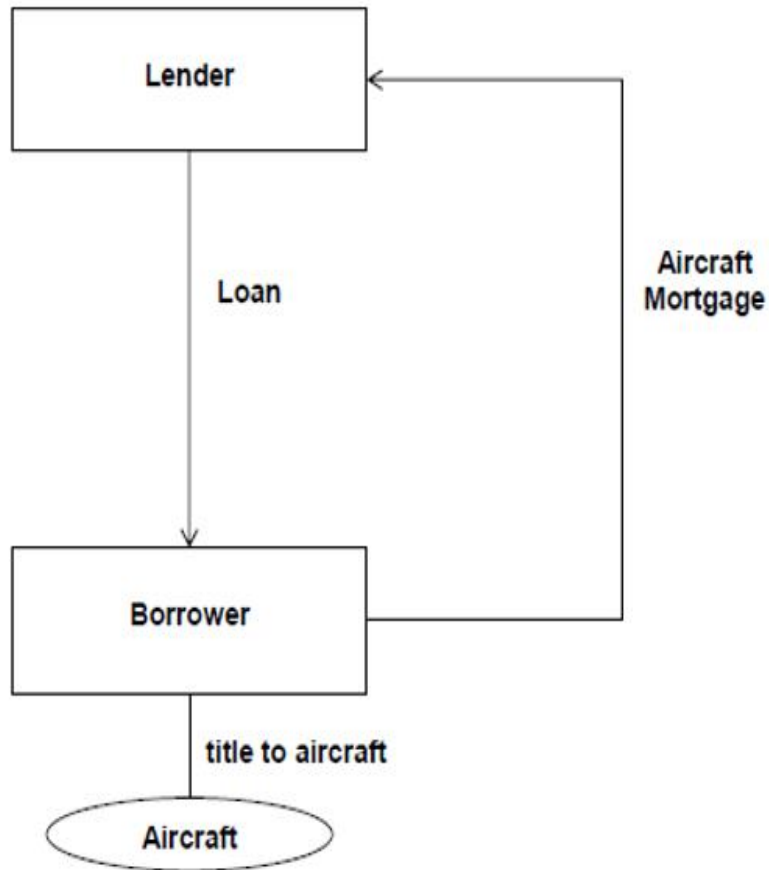 Lender
Loan
Aircraft
Mortgage
Borrower
title to aircraft
Aircraft